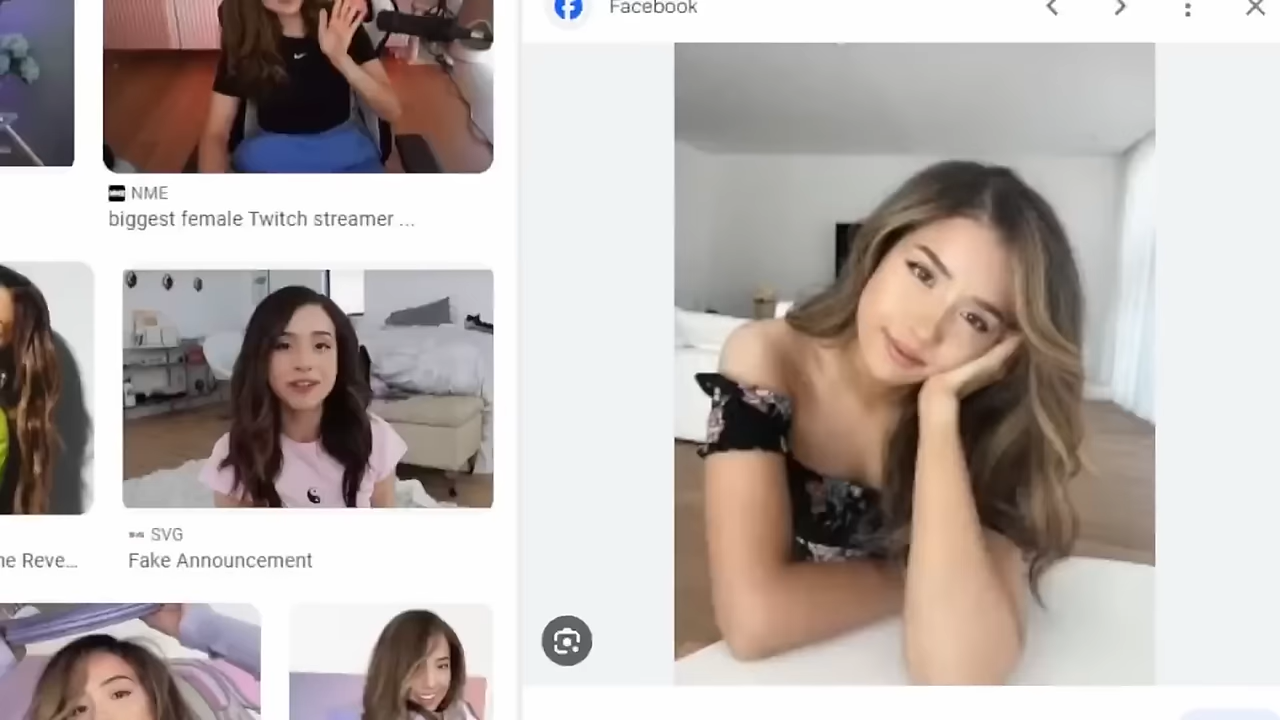 Facebook
NME
biggest female Twitch streamer ...
SVG
Fake Announcement
ne Reve...